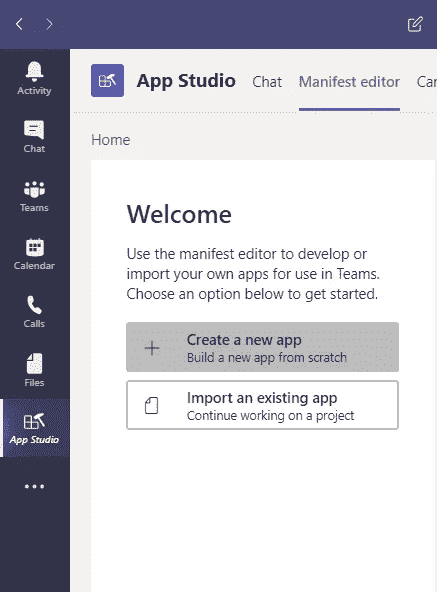 Activity
Chat
Teams
Calendar
Calls
Files
App Studio
App Studio Chat Manifest editor Car
Home
Welcome
Use the manifest editor to develop or
import your own apps for use in Teams.
Choose an option below to get started.
Create a new app
Build a new app from scratch
Import an existing app
Continue working on a project